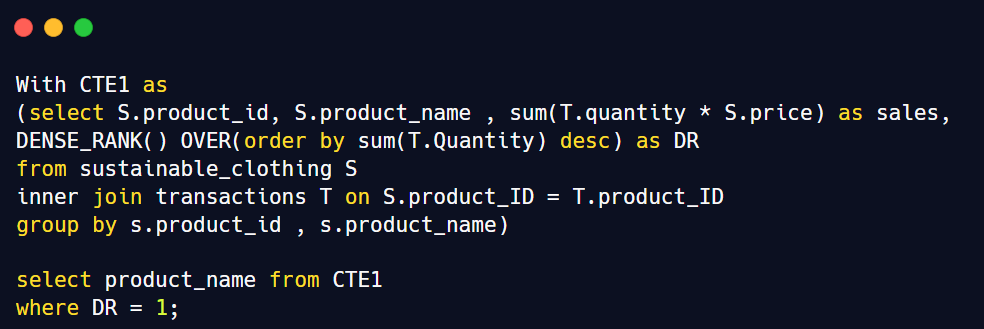 With CTE1 as
(select S.product_id, S.product_name , sum(T.quantity * S.price) as sales,
DENSE_RANK() OVER(order by sum(T.Quantity) desc) as DR
from sustainable_clothing S
inner join transactions T on S.product_ID = T.product_ID
group by s.product_id , s.product_name)
select product_name from CTE1
where DR = 1;